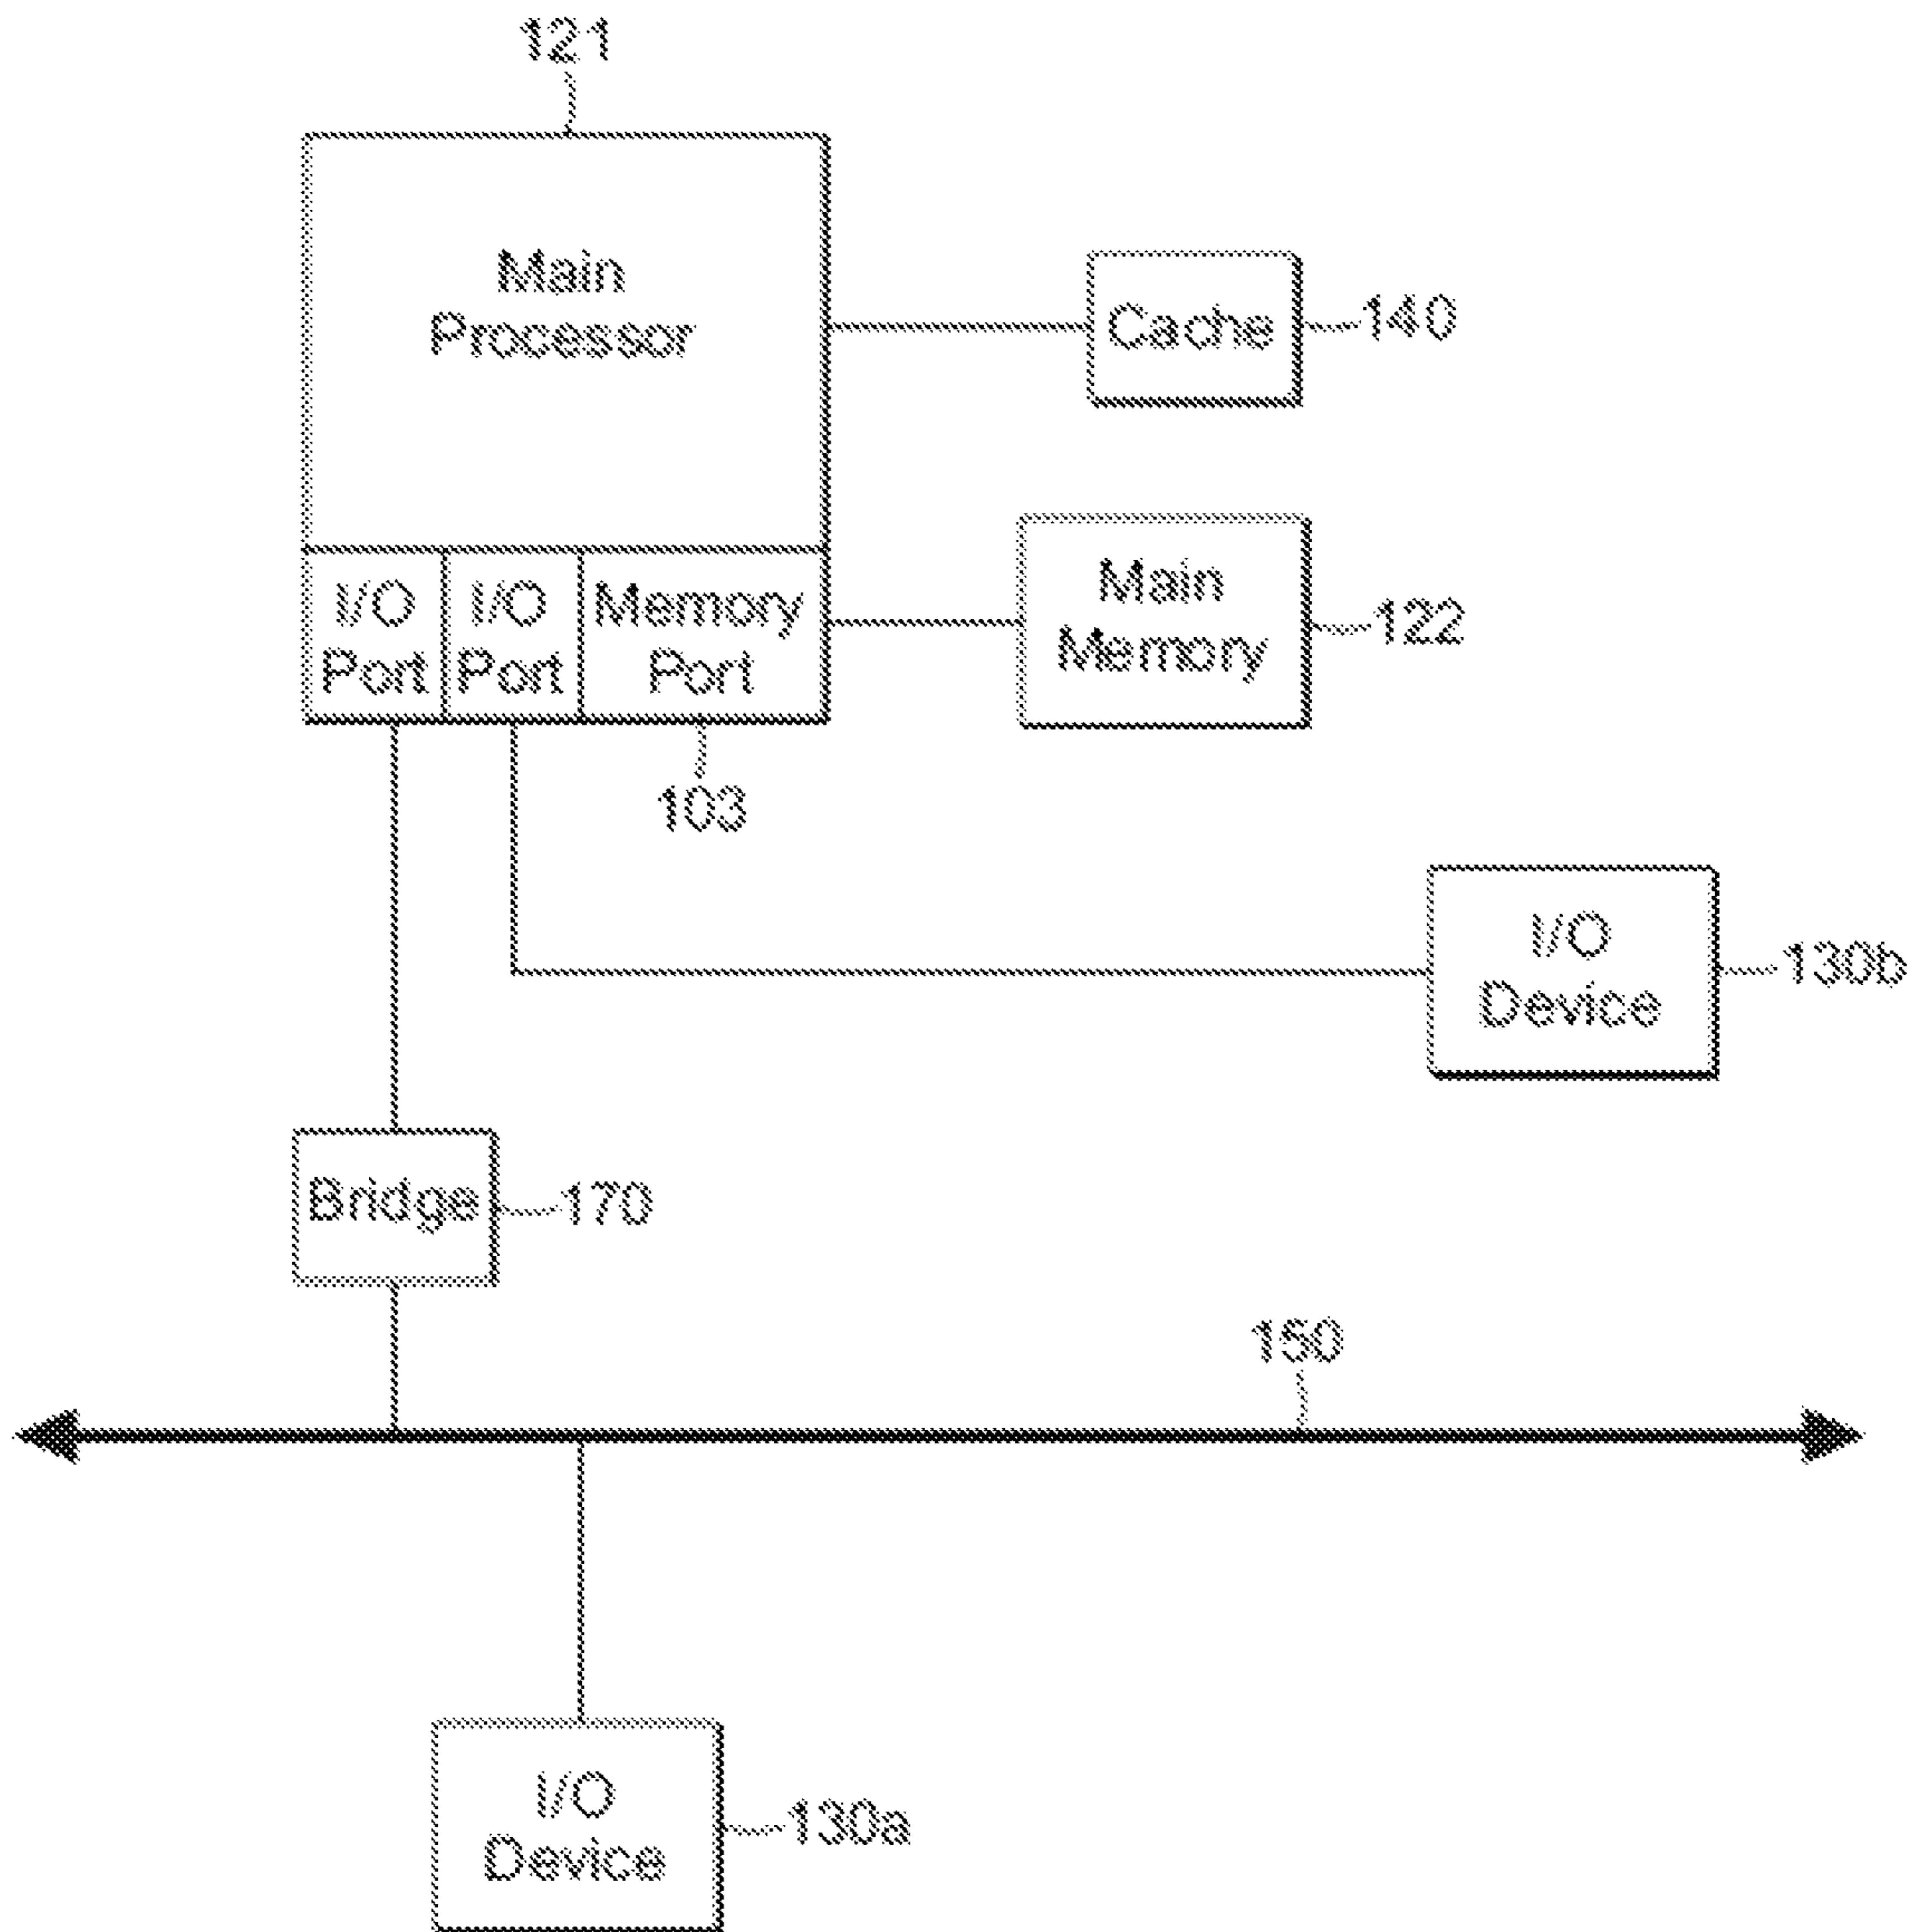 121
Main
Processor
Cache
140
I/O
Port
I/O
Port
Memory
Port
Main
Memory
122
103
I/O
Device
130b
Bridge
170
150
I/O
Device
130a